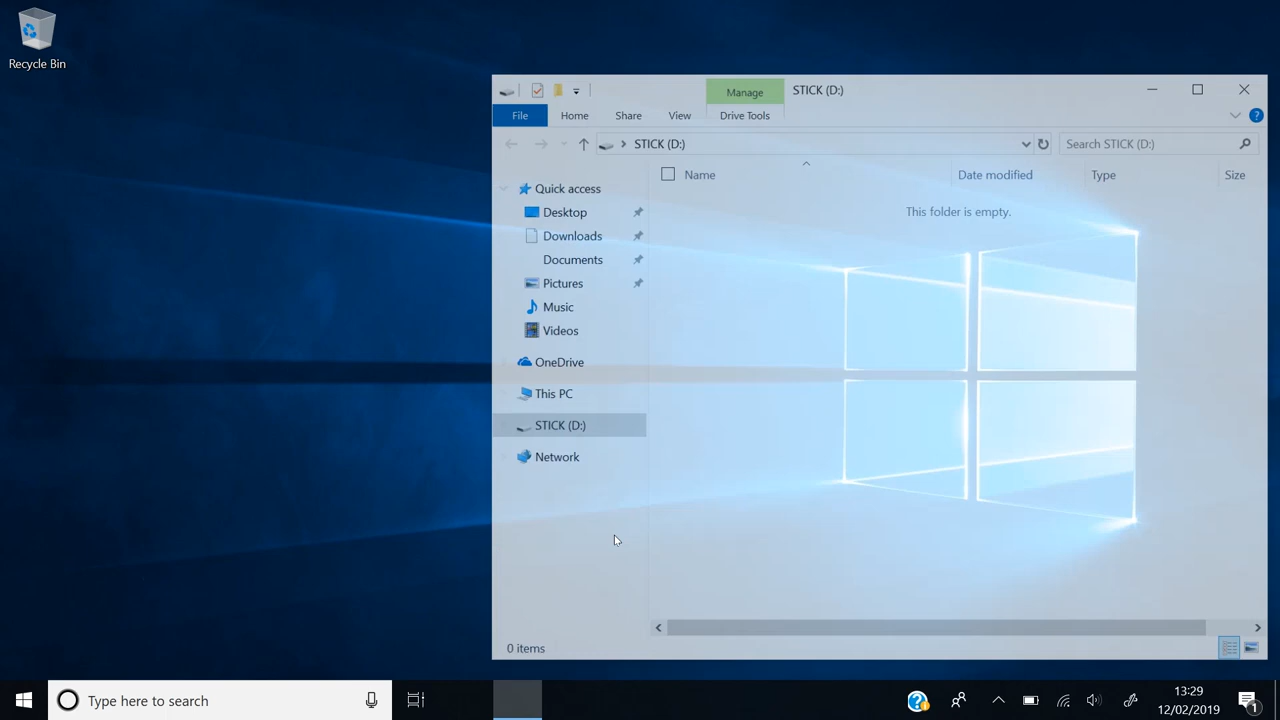 Recycle Bin
Manage
STICK (D:)
File
Home
Share
View
Drive Tools
?
STICK (D:)
Search STICK (D:)
Name
Date modified
Type
Size
This folder is empty.
Quick access
Desktop
Downloads
Documents
Pictures
Music
Videos
OneDrive
This PC
STICK (D:)
Network
0 items
Type here to search
?
13:29
12/02/2019
1